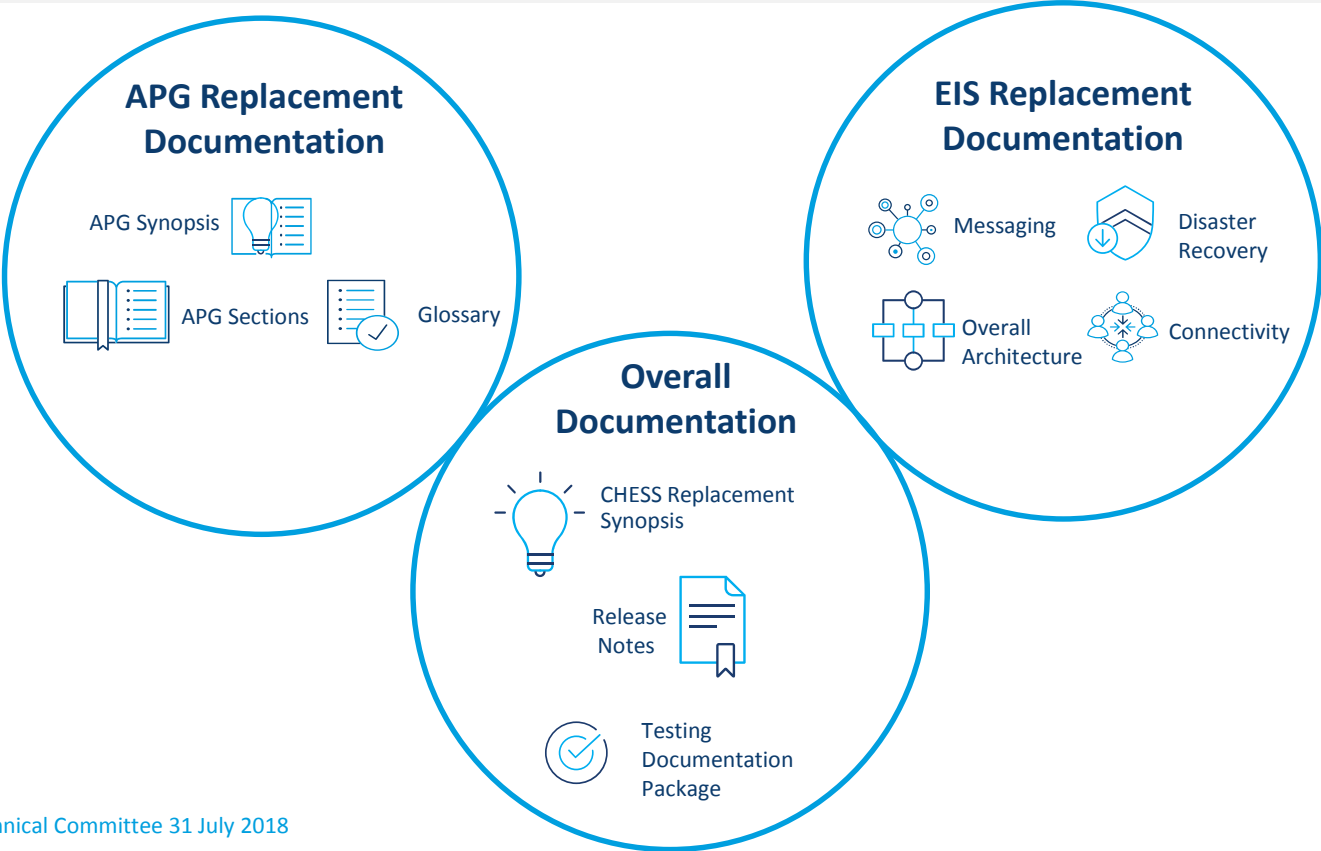 APG Replacement
Documentation
APG Synopsis
APG Sections
Glossary
EIS Replacement
Documentation
Messaging
Disaster
Recovery
Overall
Architecture
Connectivity
Overall
Documentation
CHESS Replacement
Synopsis
Release
Notes
Testing
Documentation
Package
Committee 31 July 2018